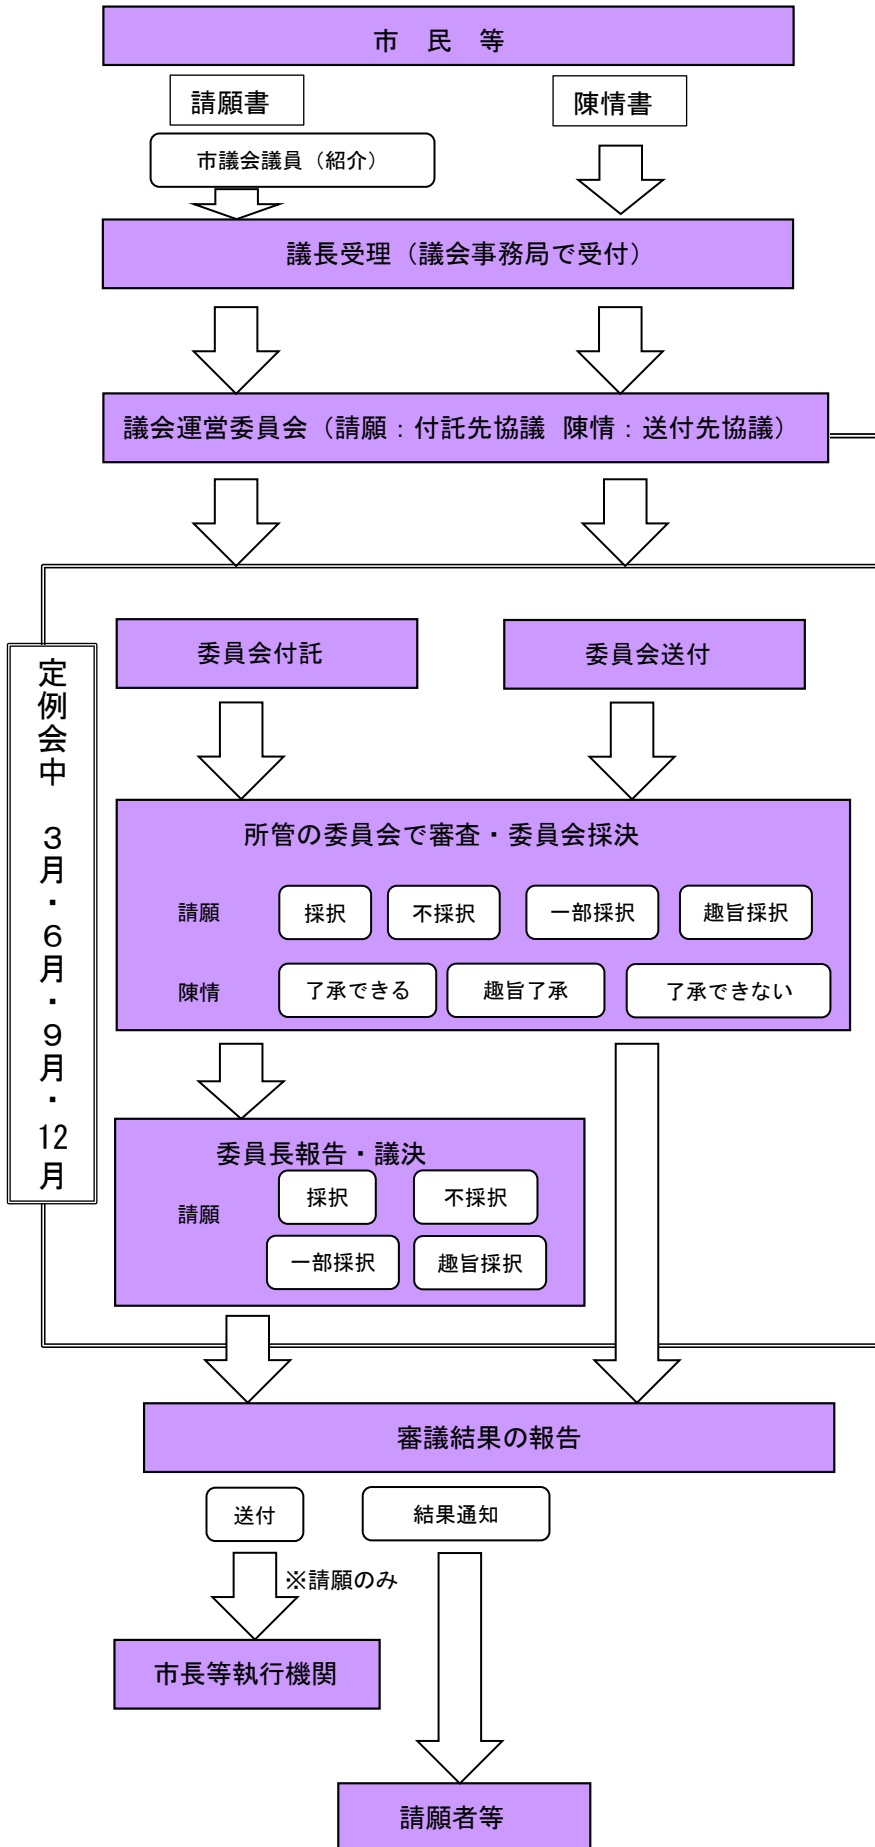 市　民　等
請願書
陳情書
市議会議員（紹介）
議長受理（議会事務局で受付）
議会運営委員会（請願：付託先協議 陳情：送付先協議）
定例会中　３月・６月・９月・12月
委員会付託
委員会送付
所管の委員会で審査・委員会採決
請願
採択
不採択
一部採択
趣旨採択
陳情
了承できる
趣旨了承
了承できない
委員長報告・議決
請願
採択
不採択
一部採択
趣旨採択
審議結果の報告
送付
結果通知
※請願のみ
市長等執行機関
請願者等